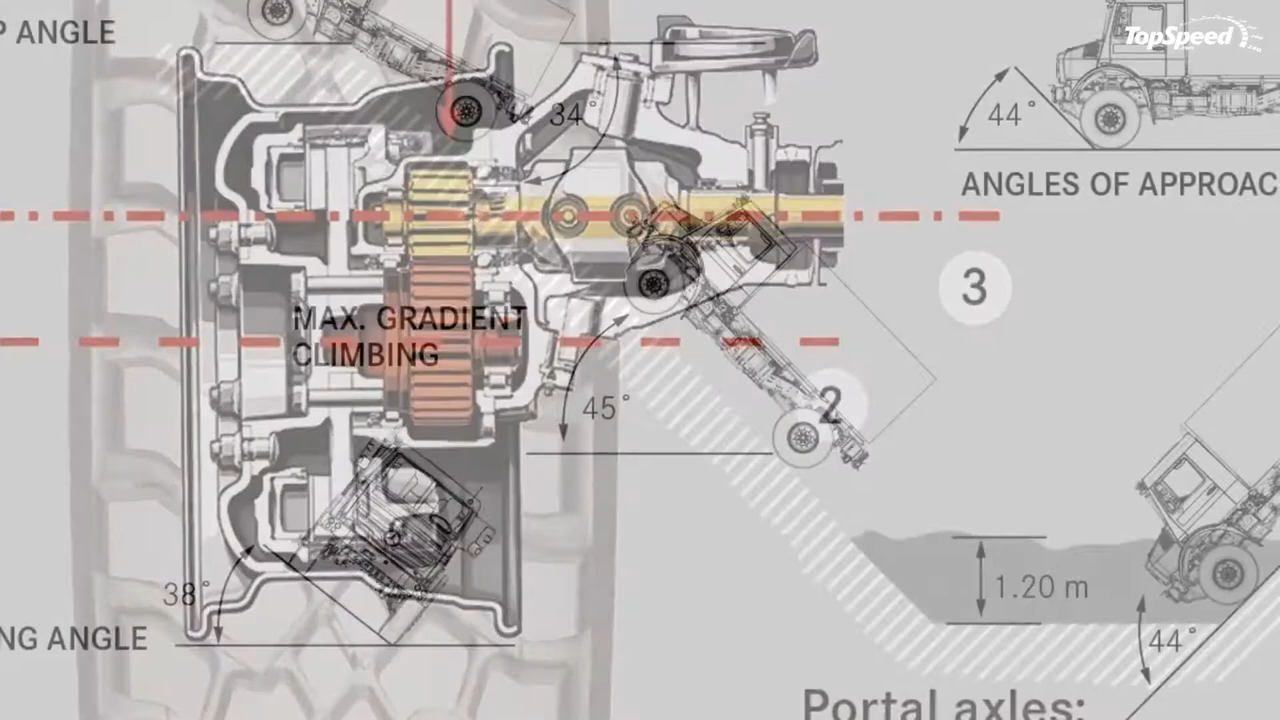 P ANGLE
TopSpeed
.com
34°
44°
ANGLES OF APPROAC
3
MAX. GRADIENT
CLIMBING
2
45°
38°
1.20 m
NG ANGLE
44°
Portal axles: